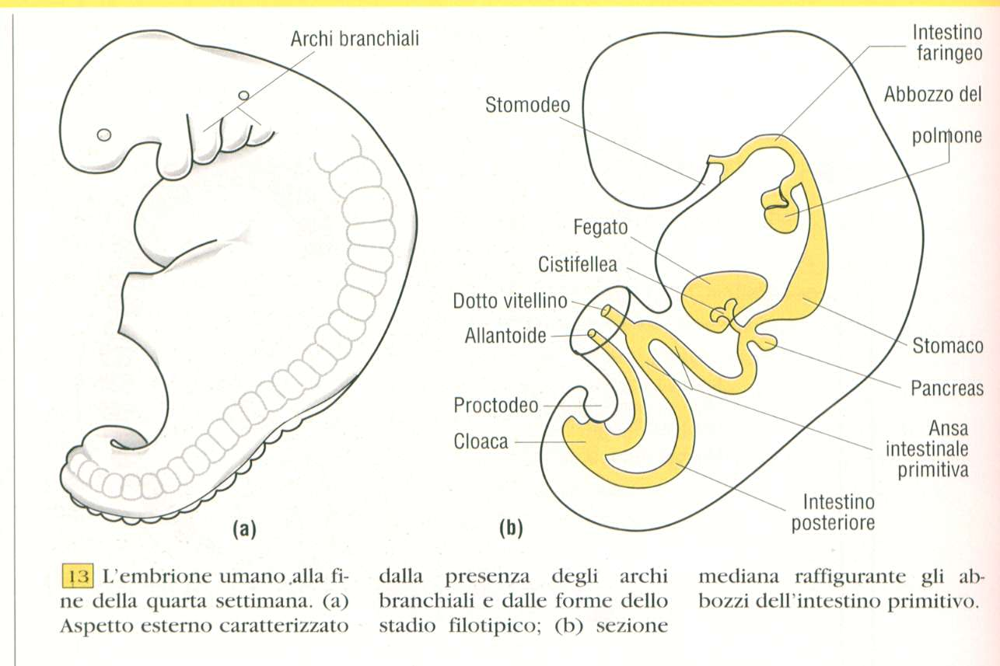 Archi branchiali
(a)
Intestino
faringeo
Abbozzo del
polmone
Stomodeo
Fegato
Cistifellea
Dotto vitellino
Allantoide
Stomaco
Pancreas
Proctodeo
Cloaca
Ansa
intestinale
primitiva
Intestino
posteriore
(b)
13 L'embrione umano alla fi-
ne della quarta settimana. (a)
Aspetto esterno caratterizzato
dalla presenza degli archi
branchiali e dalle forme dello
stadio filotipico; (b) sezione
mediana raffigurante gli ab-
bozzi dell'intestino primitivo.